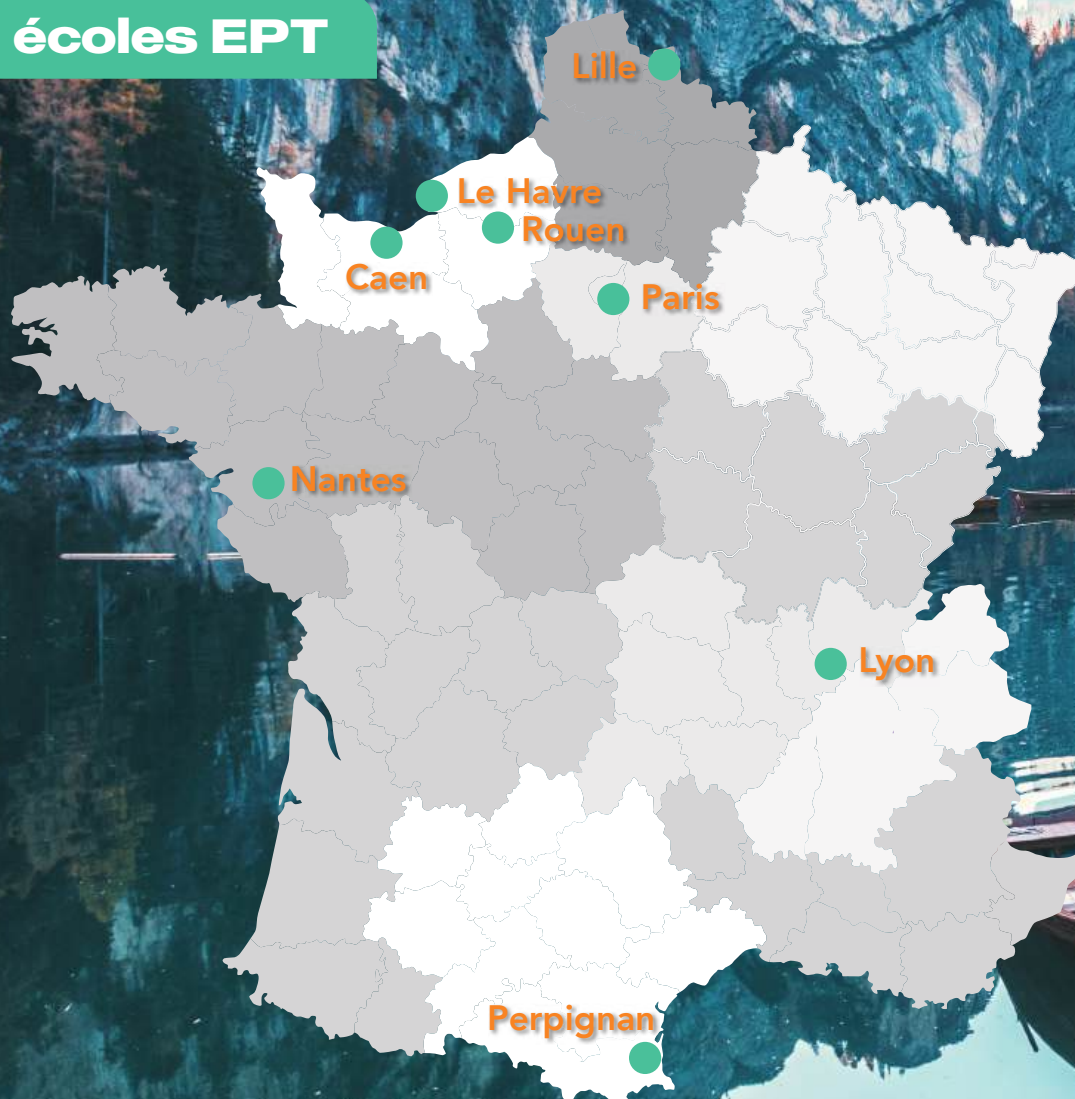 écoles EPT
Lille
Le Havre
Rouen
Caen
Paris
Nantes
Lyon
Perpignan